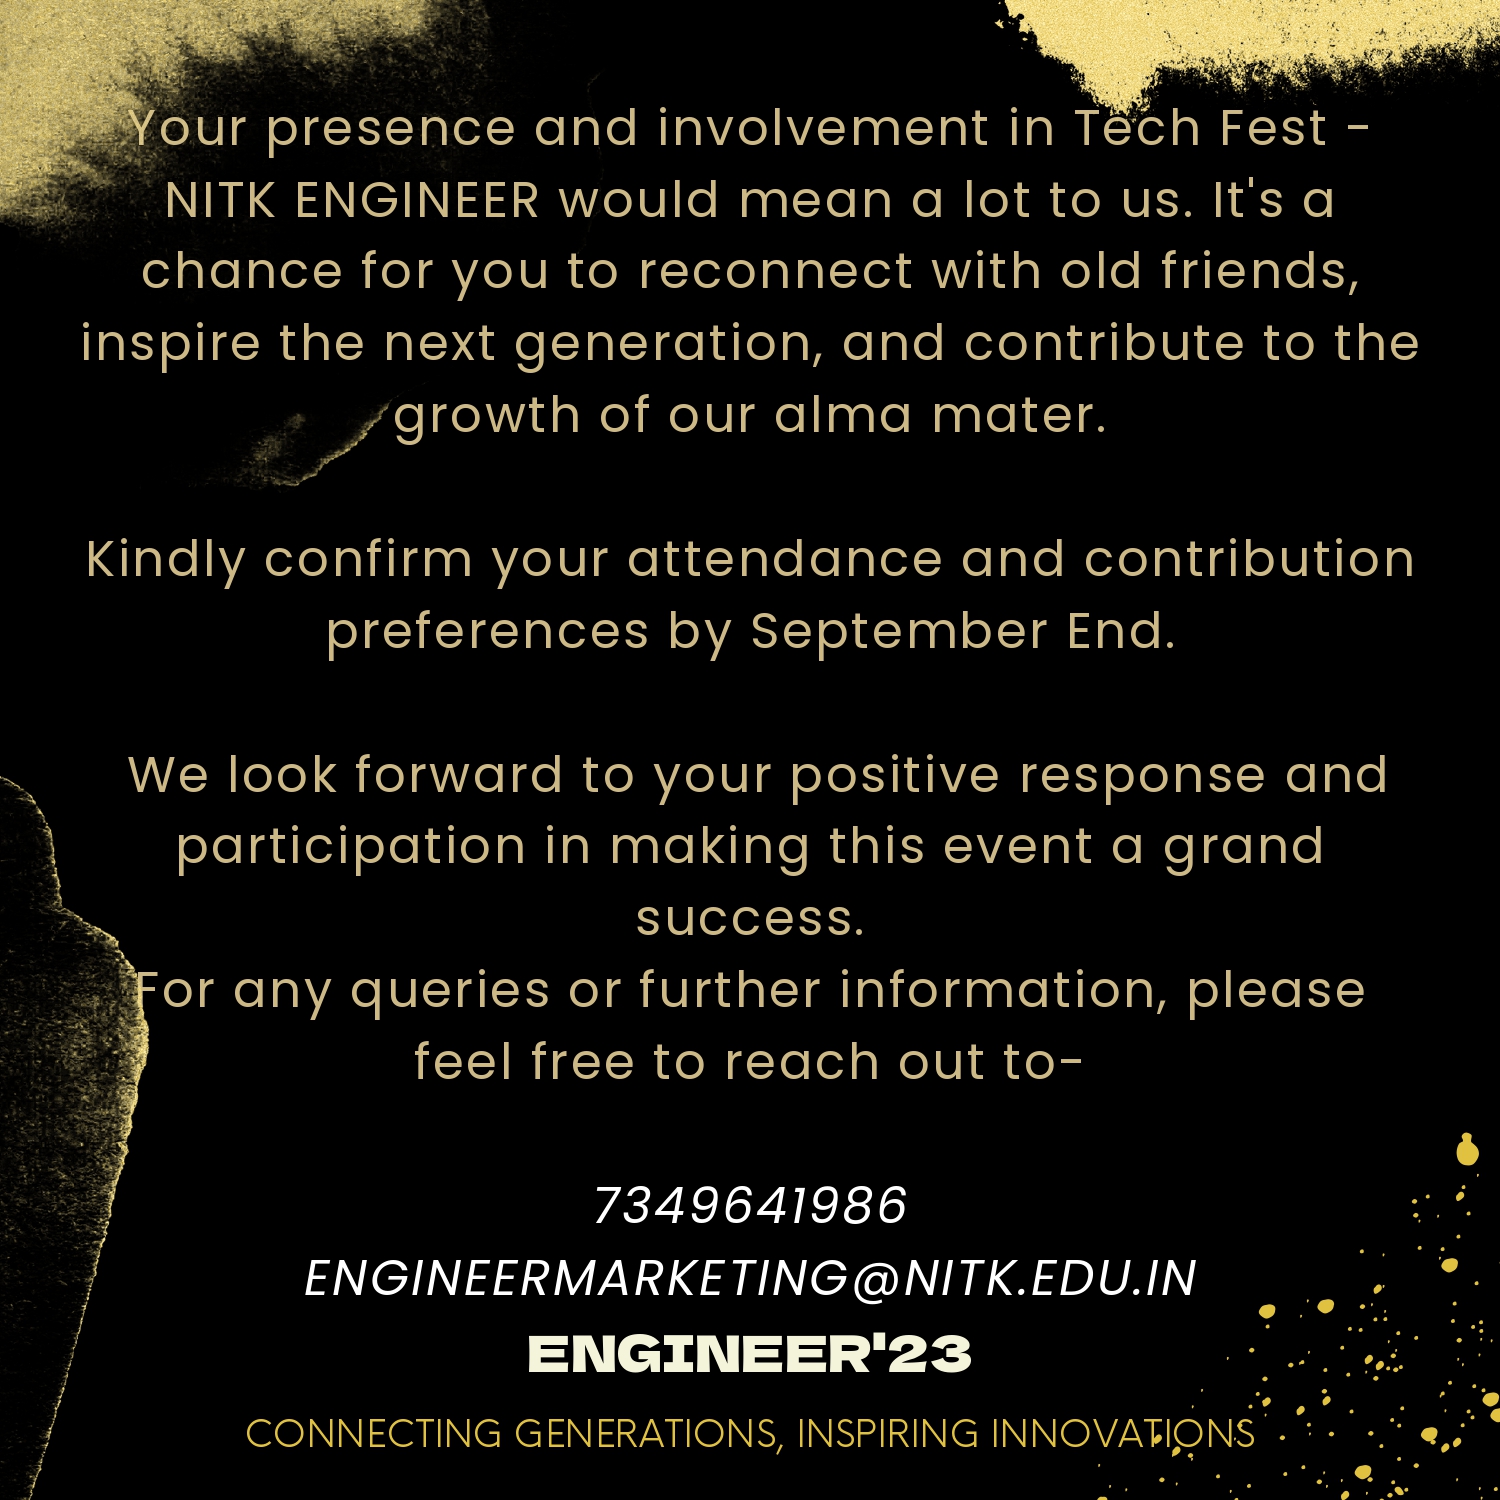 Your presence and involvement in Tech Fest -
NITK ENGINEER would mean a lot to us. It's a
chance for you to reconnect with old friends,
inspire the next generation, and contribute to the
growth of our alma mater.
Kindly confirm your attendance and contribution
preferences by September End.
We look forward to your positive response and
participation in making this event a grand
success.
For any queries or further information, please
feel free to reach out to-
7349641986
ENGINEERMARKETING@NITK.EDU.IN
ENGINEER'23
CONNECTING GENERATIONS, INSPIRING INNOVATIONS